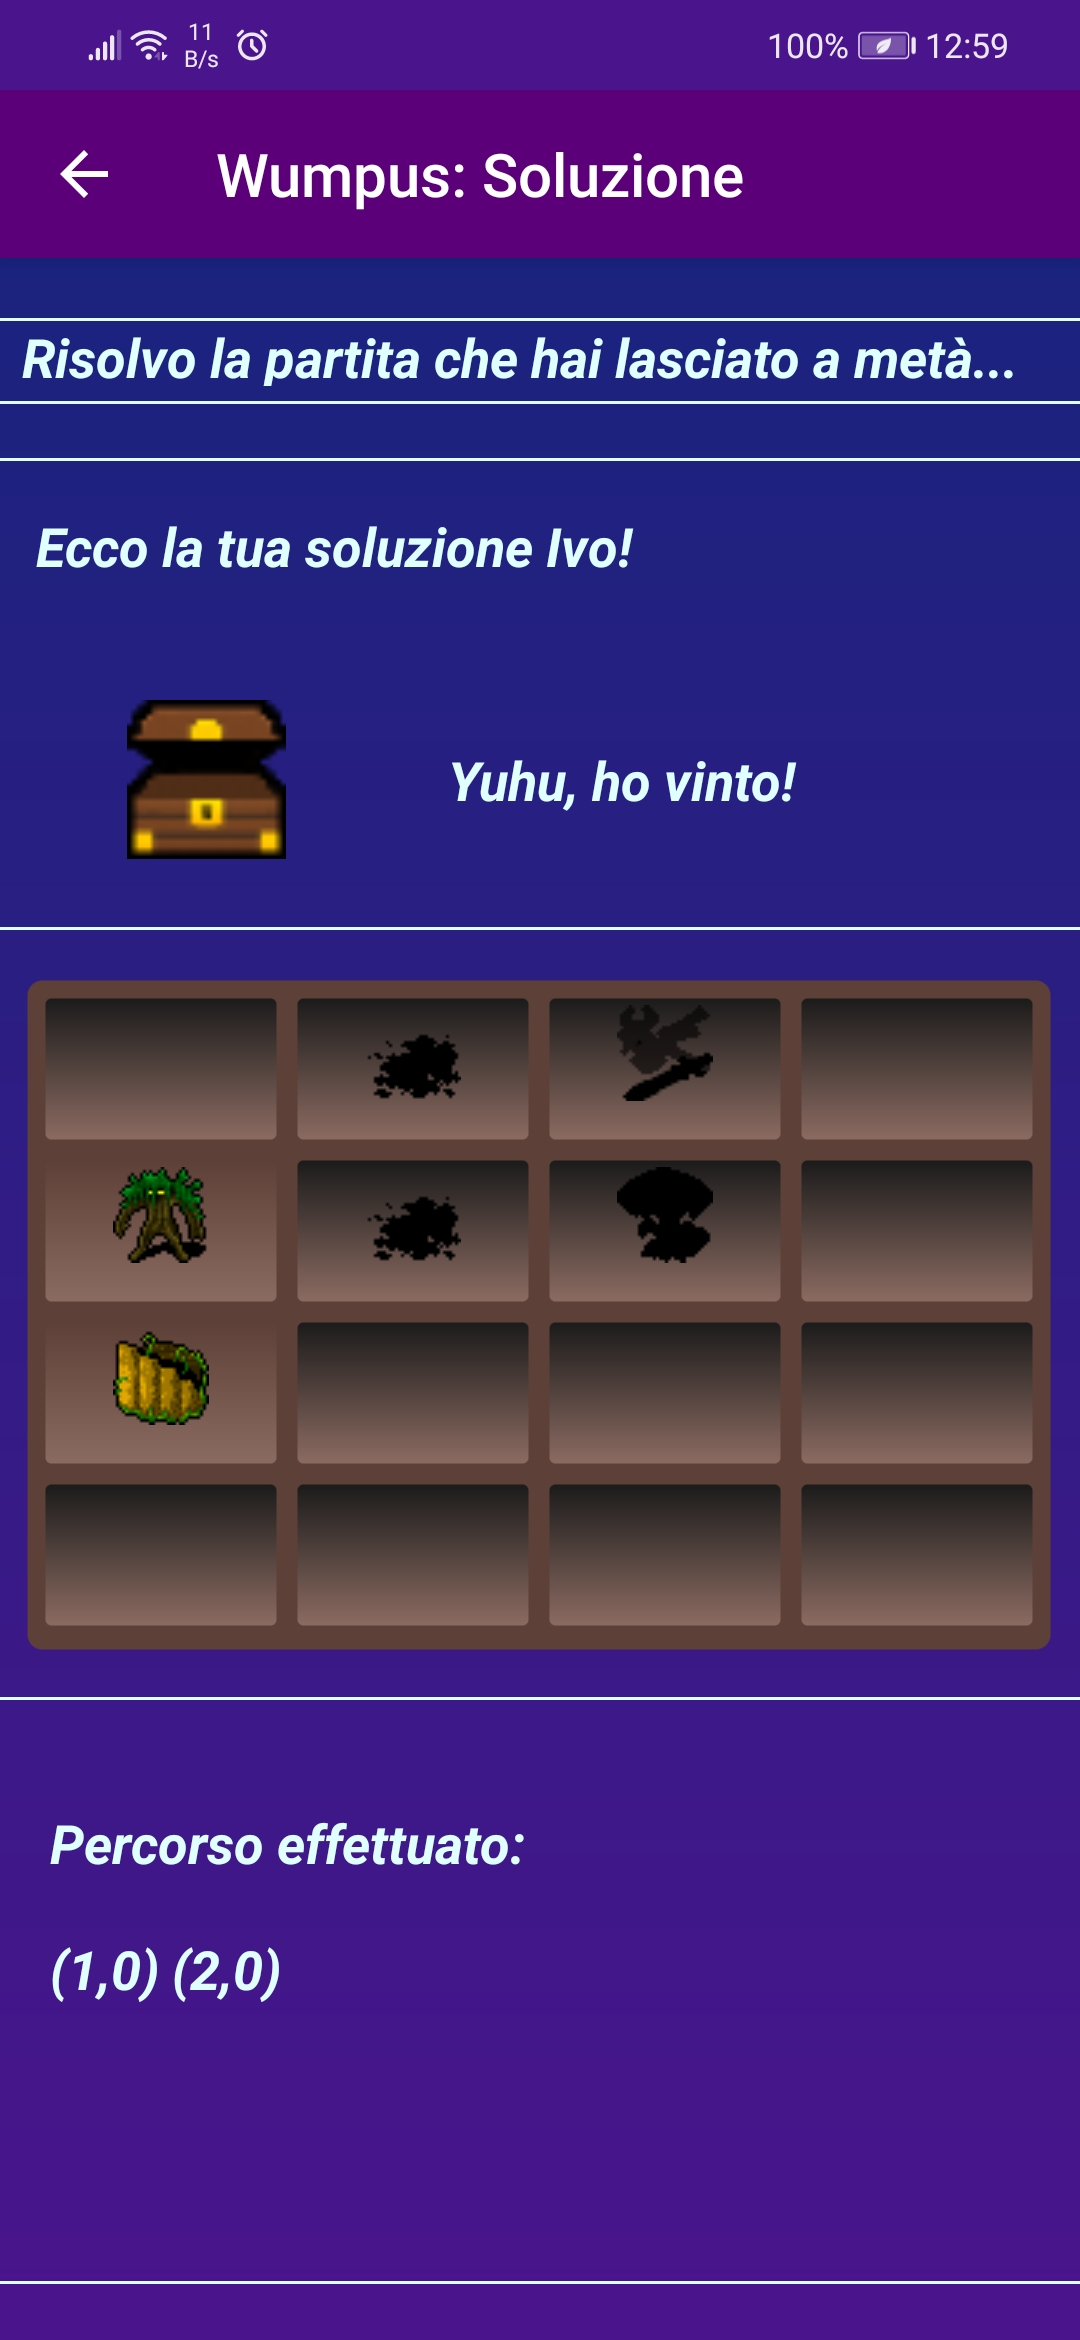 11
B/s
100%
12:59
Wumpus: Soluzione
Risolvo la partita che hai lasciato a metà...
Ecco la tua soluzione Ivo!
Yuhu, ho vinto!
Percorso effettuato:
(1,0) (2,0)